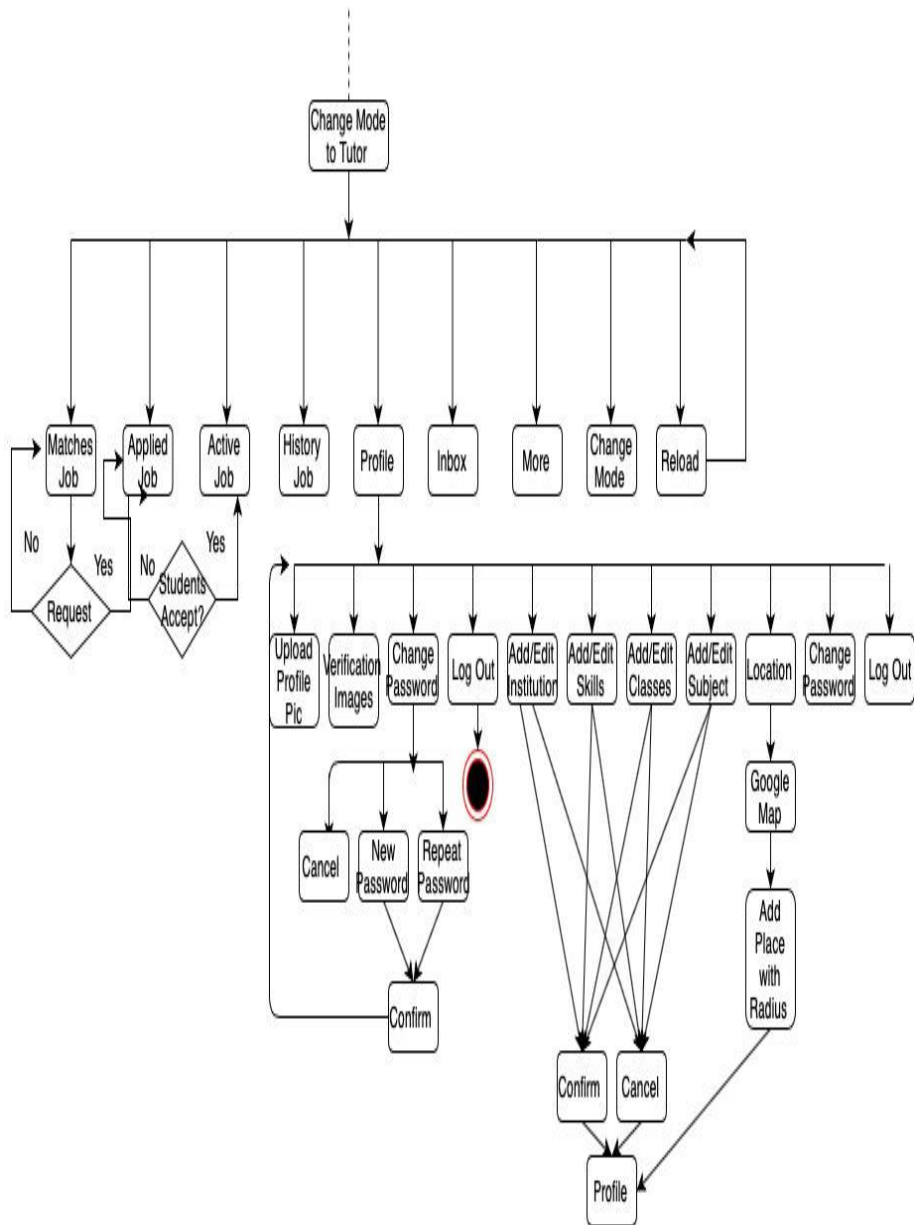 Change Mode
to Tutor
Matches
Job
Applied
Job
Active
Job
History
Job
Profile
Inbox
More
Change
Mode
Reload
No
Yes
No
Yes
Request
Students
Accept?
Upload
Profile
Pic
Verification
Images
Change
Password
Log Out
Add/Edit
Institution
Add/Edit
Skills
Add/Edit
Classes
Add/Edit
Subject
Location
Change
Password
Log Out
Google
Map
Cancel
New
Password
Repeat
Password
Add
Place
with
Radius
Confirm
Confirm
Cancel
Profile